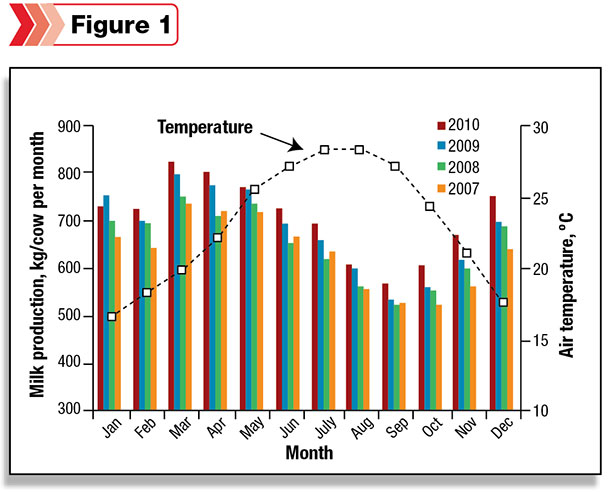 Figure 1
Temperature
2010
2009
2008
2007
Milk production, kg/cow per month
900
800
700
600
500
400
300
Air temperature, ºC
30
25
20
15
10
Jan
Feb
Mar
Apr
May
Jun
July
Aug
Sep
Oct
Nov
Dec
Month